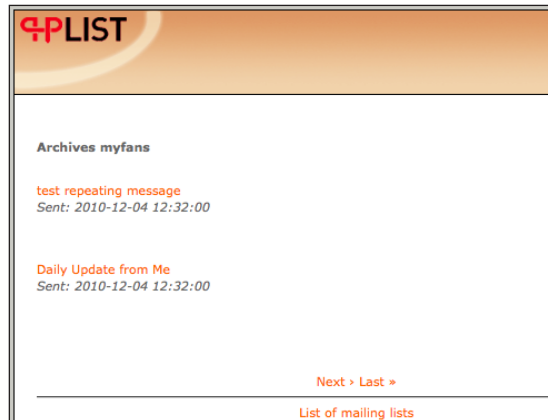 PHPLIST
Archives myfans
test repeating message
Sent: 2010-12-04 12:32:00
Daily Update from Me
Sent: 2010-12-04 12:32:00
Next › Last »
List of mailing lists